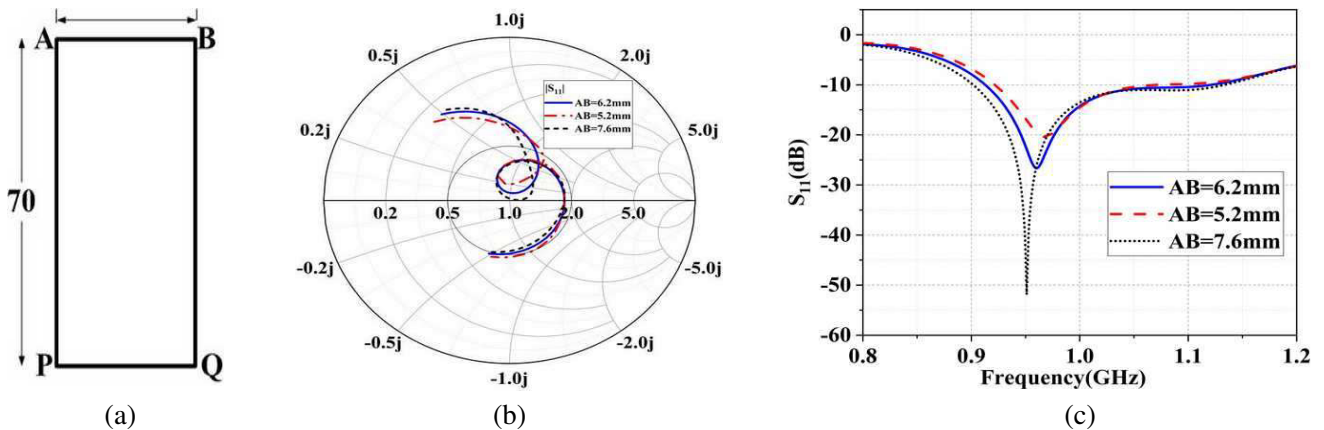 A B
70
P Q
(a)
1.0j
0.5j 2.0j
0.2j 5.0j
|S₁₁|
AB=6.2mm
AB=5.2mm
AB=7.6mm
0.2 0.5 1.0 2.0 5.0
-0.2j -5.0j
-0.5j -2.0j
-1.0j
(b)
0
-10
-20
-30
-40
-50
-60
S₁₁(dB)
AB=6.2mm
AB=5.2mm
AB=7.6mm
0.8 0.9 1.0 1.1 1.2
Frequency(GHz)
(c)